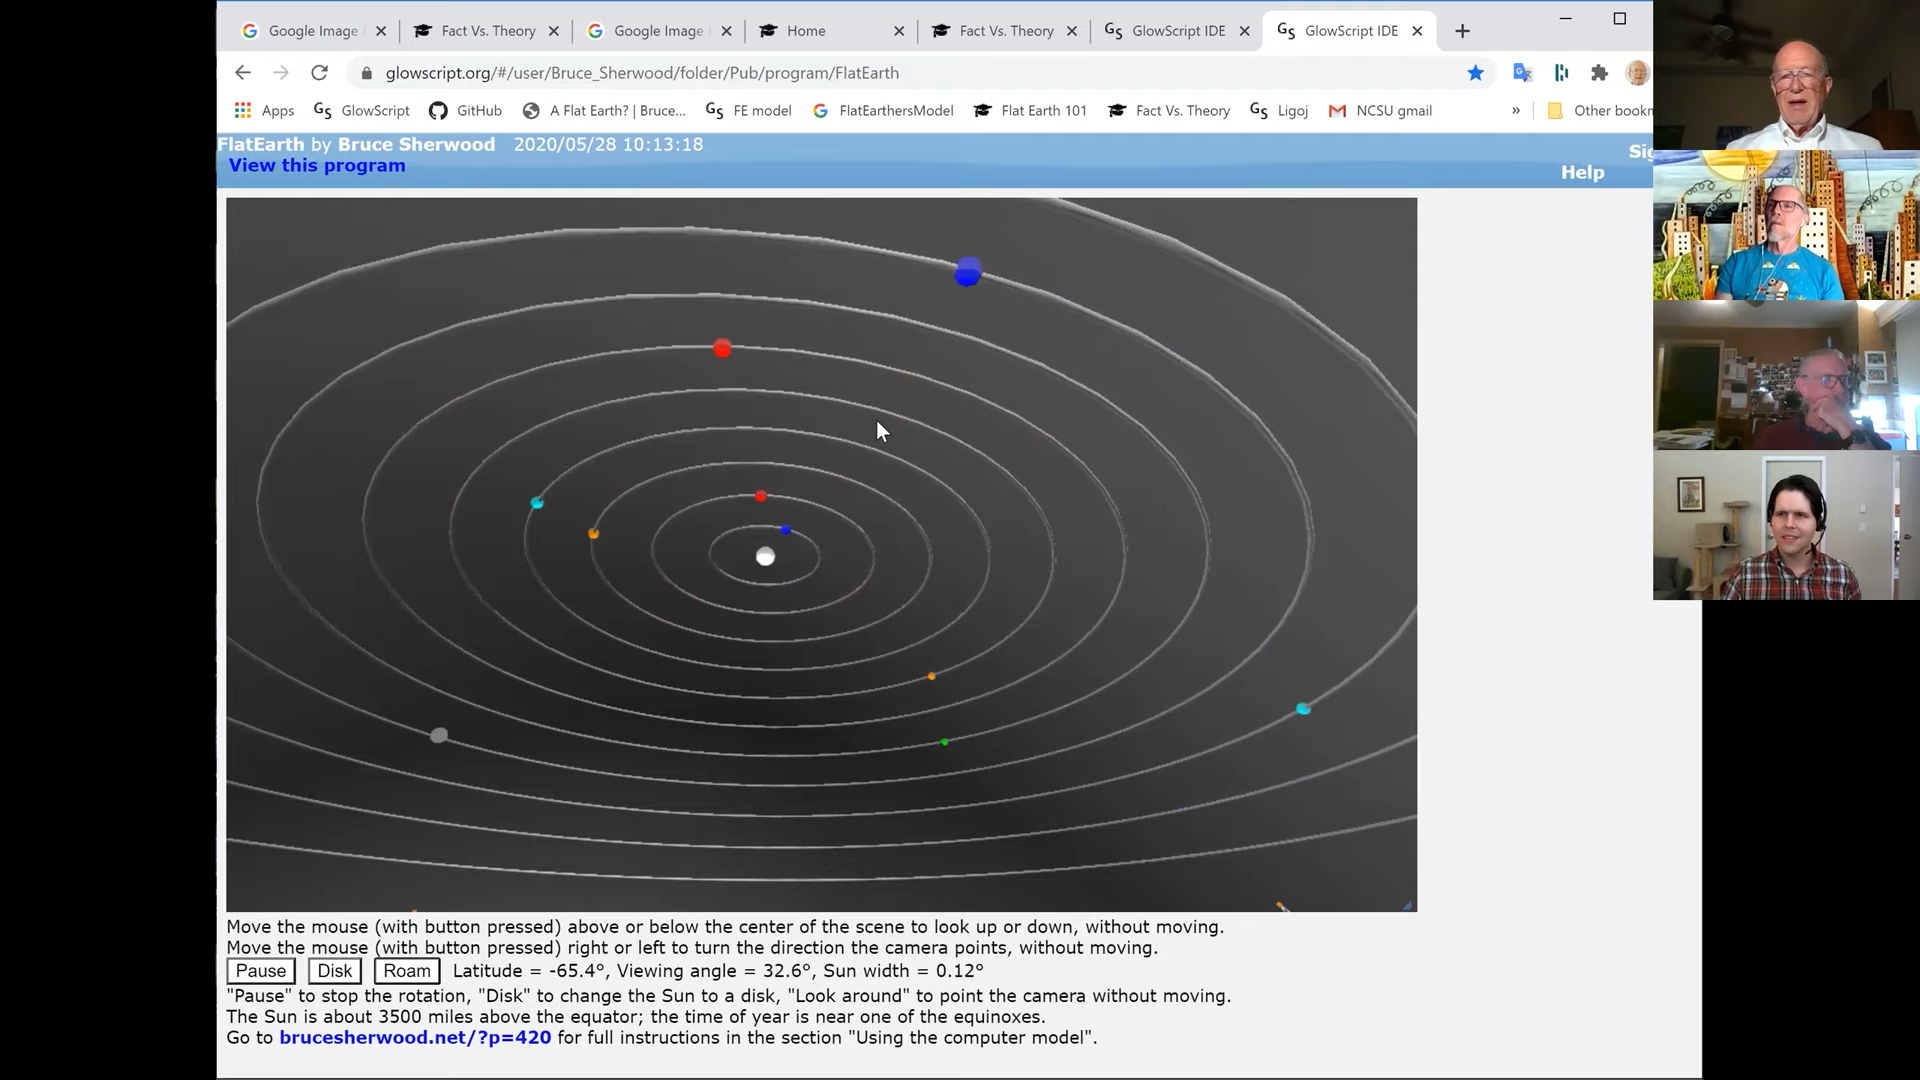 Google Image
Fact Vs. Theory
Google Image
Home
Fact Vs. Theory
GlowScript IDE
GlowScript IDE
glowscript.org/#/user/Bruce_Sherwood/folder/Pub/program/FlatEarth
Apps
GlowScript
GitHub
A Flat Earth? | Bruce...
FE model
FlatEarthersModel
Flat Earth 101
Fact Vs. Theory
Ligoj
NCSU gmail
» Other bookm
FlatEarth by Bruce Sherwood 2020/05/28 10:13:18
View this program
Help
Move the mouse (with button pressed) above or below the center of the scene to look up or down, without moving.
Move the mouse (with button pressed) right or left to turn the direction the camera points, without moving.
Pause Disk Roam Latitude = -65.4°, Viewing angle = 32.6°, Sun width = 0.12°
"Pause" to stop the rotation, "Disk" to change the Sun to a disk, "Look around" to point the camera without moving.
The Sun is about 3500 miles above the equator; the time of year is near one of the equinoxes.
Go to brucesherwood.net/?p=420 for full instructions in the section "Using the computer model".